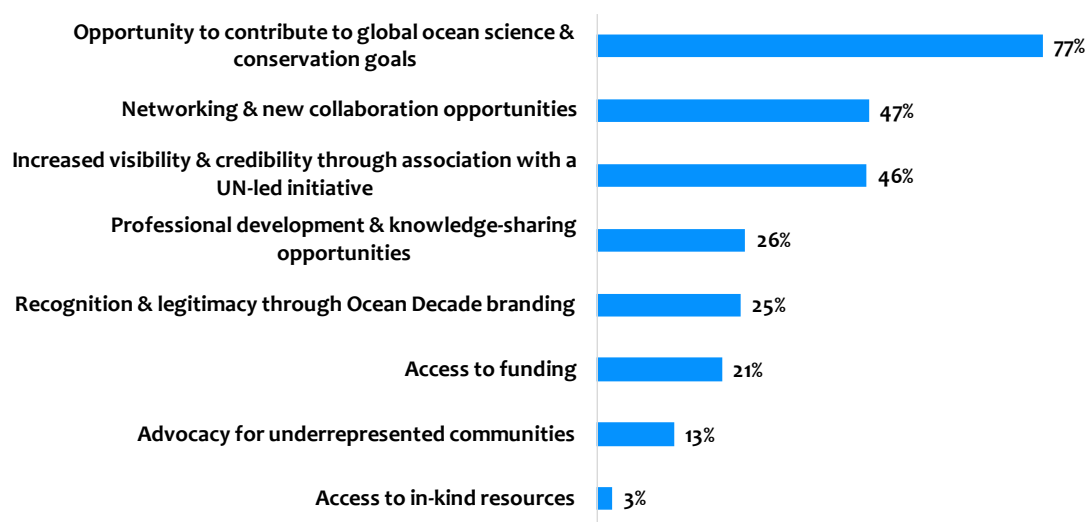 Opportunity to contribute to global ocean science &
conservation goals
77%
Networking & new collaboration opportunities
47%
Increased visibility & credibility through association with a
UN-led initiative
46%
Professional development & knowledge-sharing
opportunities
26%
Recognition & legitimacy through Ocean Decade branding
25%
Access to funding
21%
Advocacy for underrepresented communities
13%
Access to in-kind resources
3%